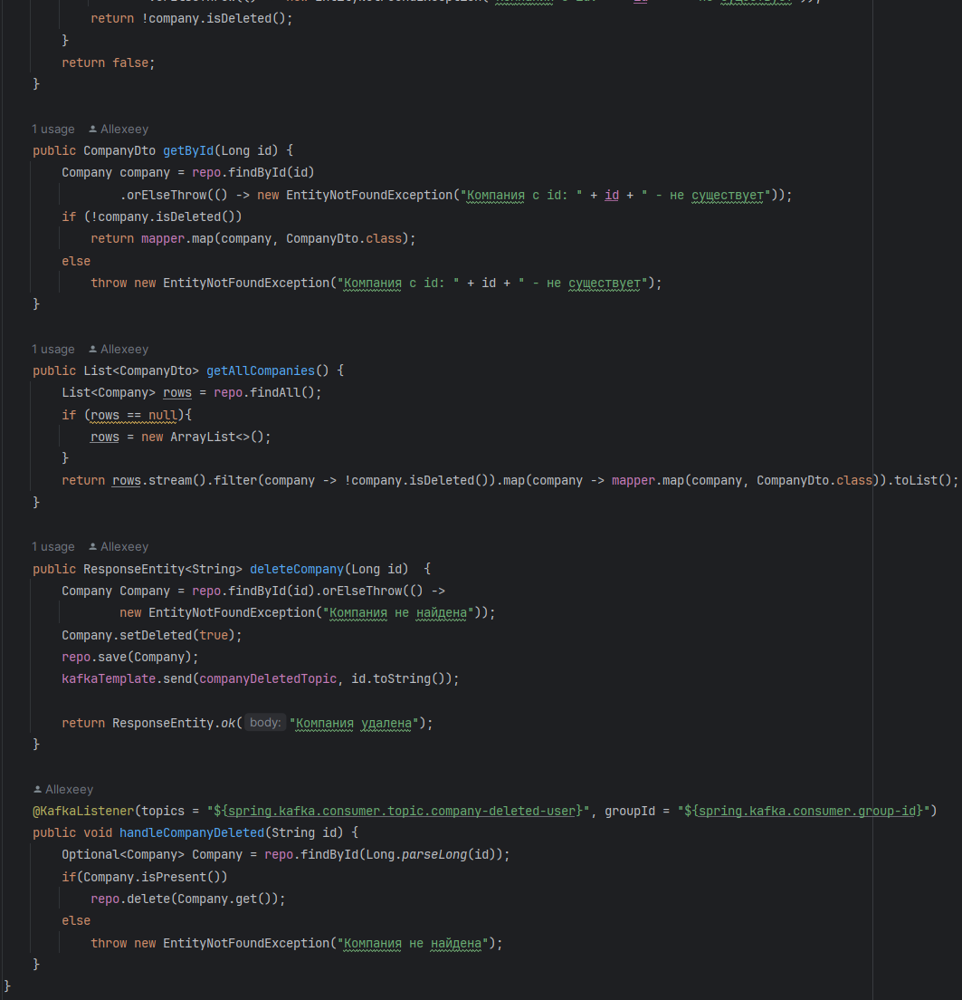 return !company.isDeleted();
}
return false;
}
1 usage Allexeey
public CompanyDto getById(Long id) {
Company company = repo.findById(id)
.orElseThrow(() -> new EntityNotFoundException("Компания с id: " + id + " - не существует"));
if (!company.isDeleted())
return mapper.map(company, CompanyDto.class);
else
throw new EntityNotFoundException("Компания с id: " + id + " - не существует");
}
1 usage Allexeey
public List<CompanyDto> getAllCompanies() {
List<Company> rows = repo.findAll();
if (rows == null){
rows = new ArrayList<>();
}
return rows.stream().filter(company -> !company.isDeleted()).map(company -> mapper.map(company, CompanyDto.class)).toList();
}
1 usage Allexeey
public ResponseEntity<String> deleteCompany(Long id)  {
Company Company = repo.findById(id).orElseThrow(() ->
new EntityNotFoundException("Компания не найдена"));
Company.setDeleted(true);
repo.save(Company);
kafkaTemplate.send(companyDeletedTopic, id.toString());
return ResponseEntity.ok( body: "Компания удалена");
}
Allexeey
@KafkaListener(topics = "${spring.kafka.consumer.topic.company-deleted-user}", groupId = "${spring.kafka.consumer.group-id}")
public void handleCompanyDeleted(String id) {
Optional<Company> Company = repo.findById(Long.parseLong(id));
if(Company.isPresent())
repo.delete(Company.get());
else
throw new EntityNotFoundException("Компания не найдена");
}
}